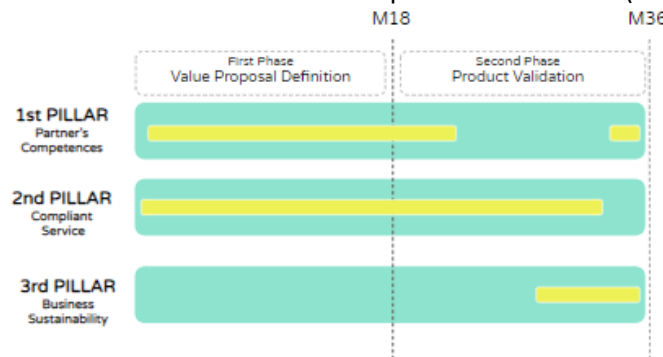 M18
M36
First Phase
Value Proposal Definition
Second Phase
Product Validation
1st PILLAR
Partner's
Competences
2nd PILLAR
Compliant
Service
3rd PILLAR
Business
Sustainability